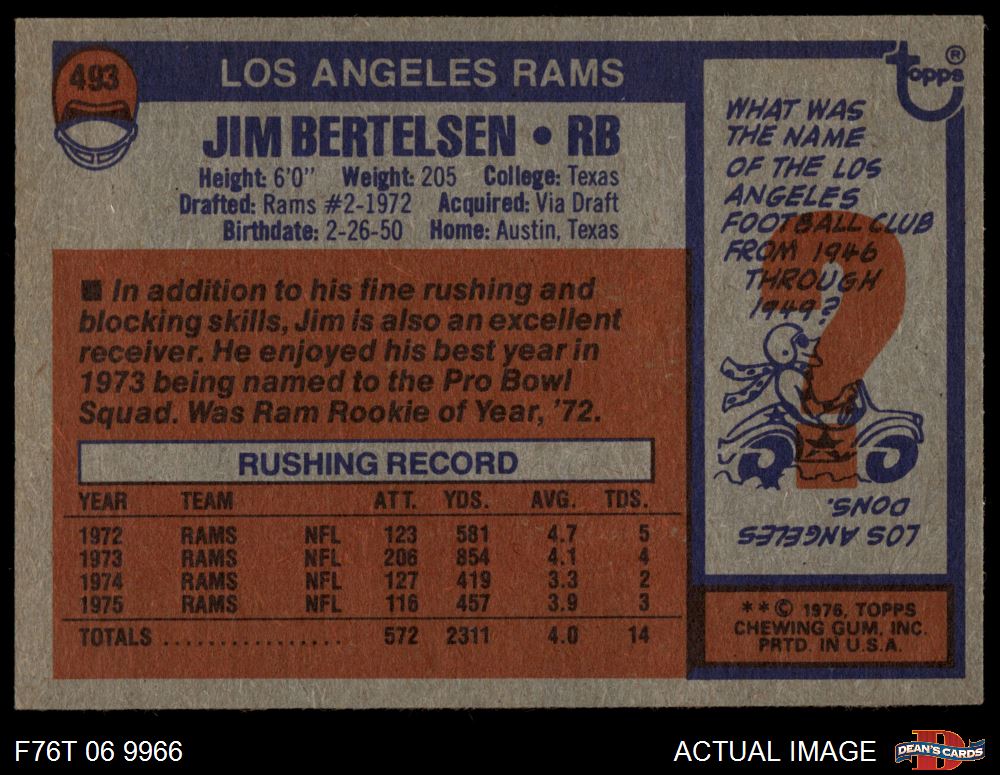 493
LOS ANGELES RAMS
JIM BERTELSEN • RB
Height: 6'0" Weight: 205 College: Texas
Drafted: Rams #2-1972 Acquired: Via Draft
Birthdate: 2-26-50 Home: Austin, Texas
■ In addition to his fine rushing and
blocking skills, Jim is also an excellent
receiver. He enjoyed his best year in
1973 being named to the Pro Bowl
Squad. Was Ram Rookie of Year, '72.
RUSHING RECORD
YEAR TEAM ATT. YDS. AVG. TDS.
1972 RAMS NFL 123 581 4.7 5
1973 RAMS NFL 206 854 4.1 4
1974 RAMS NFL 127 419 3.3 2
1975 RAMS NFL 116 457 3.9 3
TOTALS .................. 572 2311 4.0 14
topps®
WHAT WAS
THE NAME
OF THE LOS
ANGELES
FOOTBALL CLUB
FROM 1946
THROUGH
1949?
?
LOS ANGELES
DONS.
**© 1976, TOPPS
CHEWING GUM, INC.
PRTD. IN U.S.A.
F76T 06 9966
ACTUAL IMAGE
D
DEAN'S CARDS